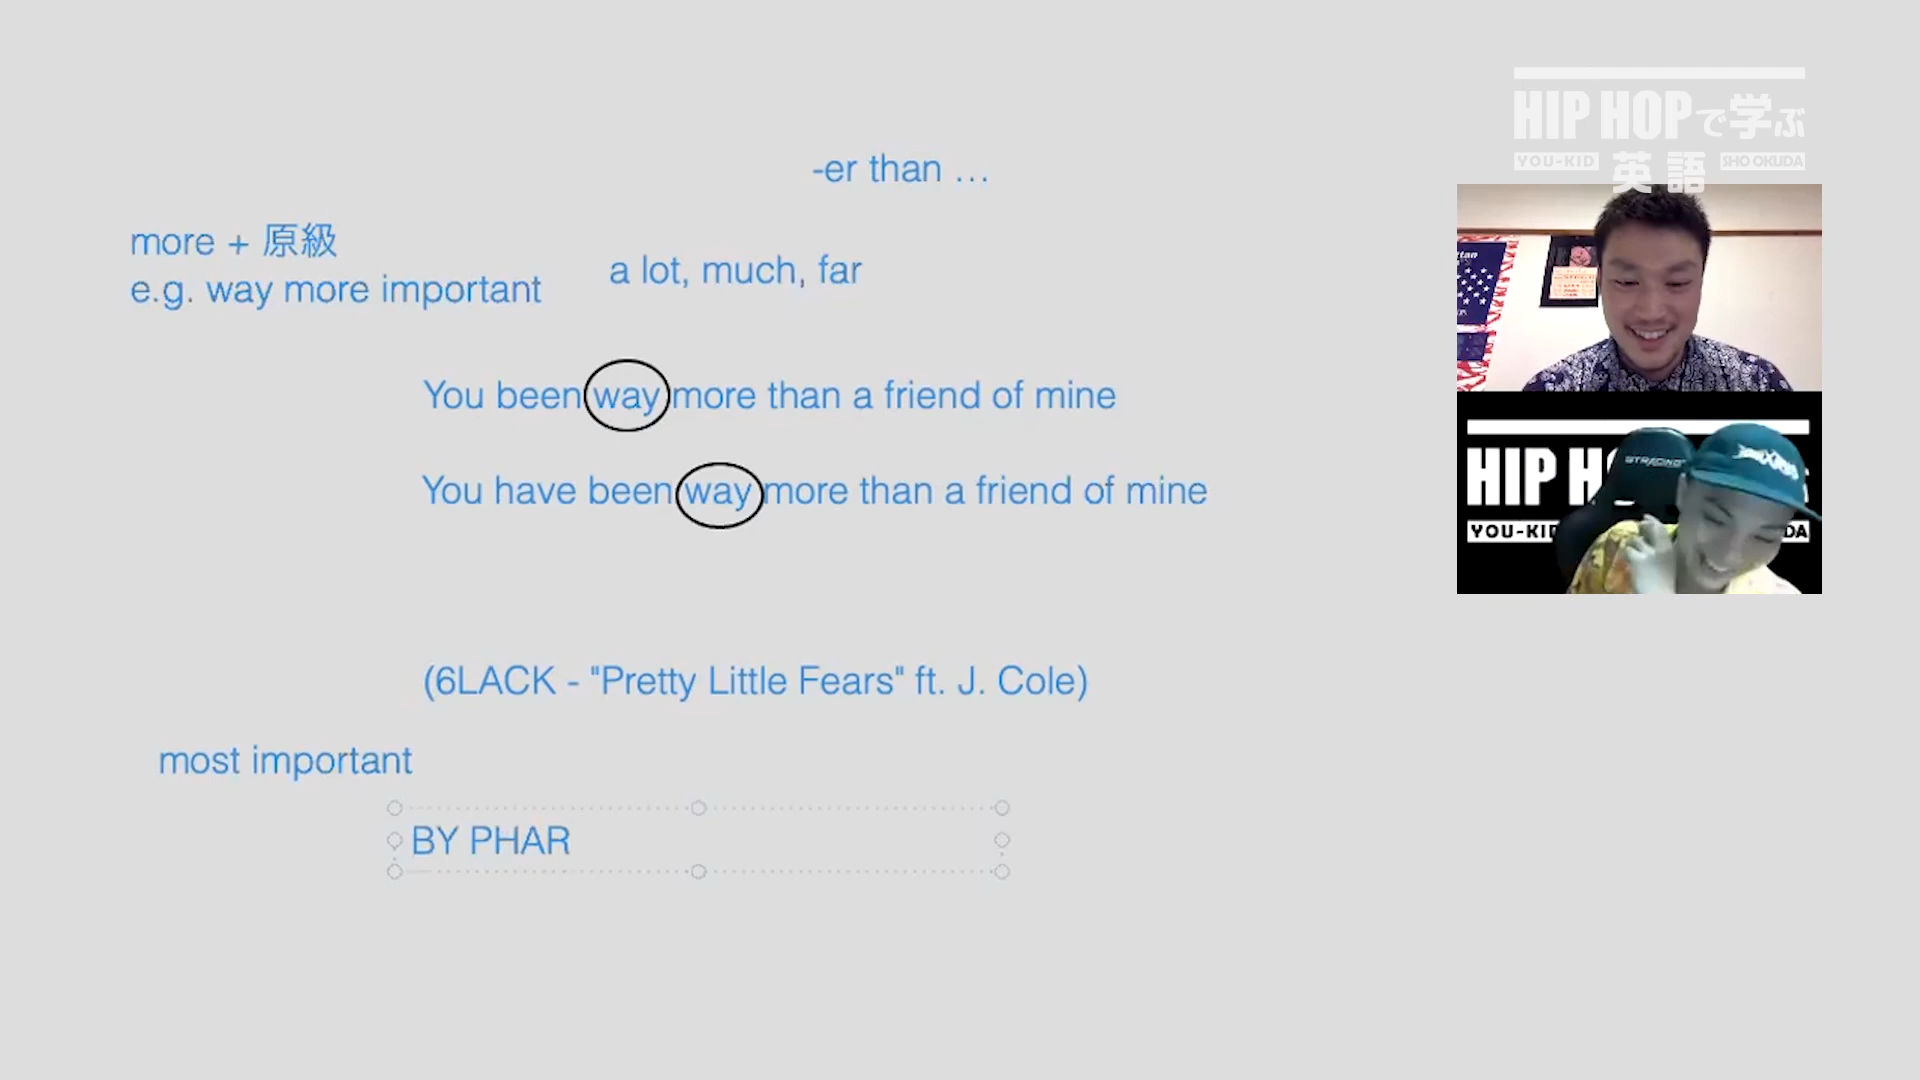 -er than …
more + 原級
e.g. way more important
a lot, much, far
You been way more than a friend of mine
You have been way more than a friend of mine
(6LACK - "Pretty Little Fears" ft. J. Cole)
most important
BY PHAR
HIP HOPで学ぶ
YOU-KID 英語 SHO OKUDA
HIP H
YOU-KID
DA